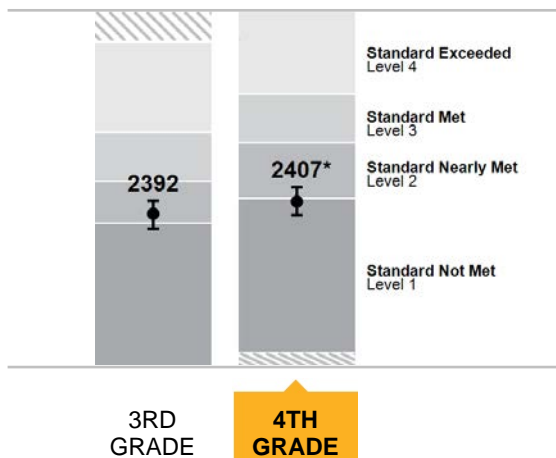 Standard Exceeded
Level 4
Standard Met
Level 3
2392
2407*
Standard Nearly Met
Level 2
Standard Not Met
Level 1
3RD
GRADE
4TH
GRADE